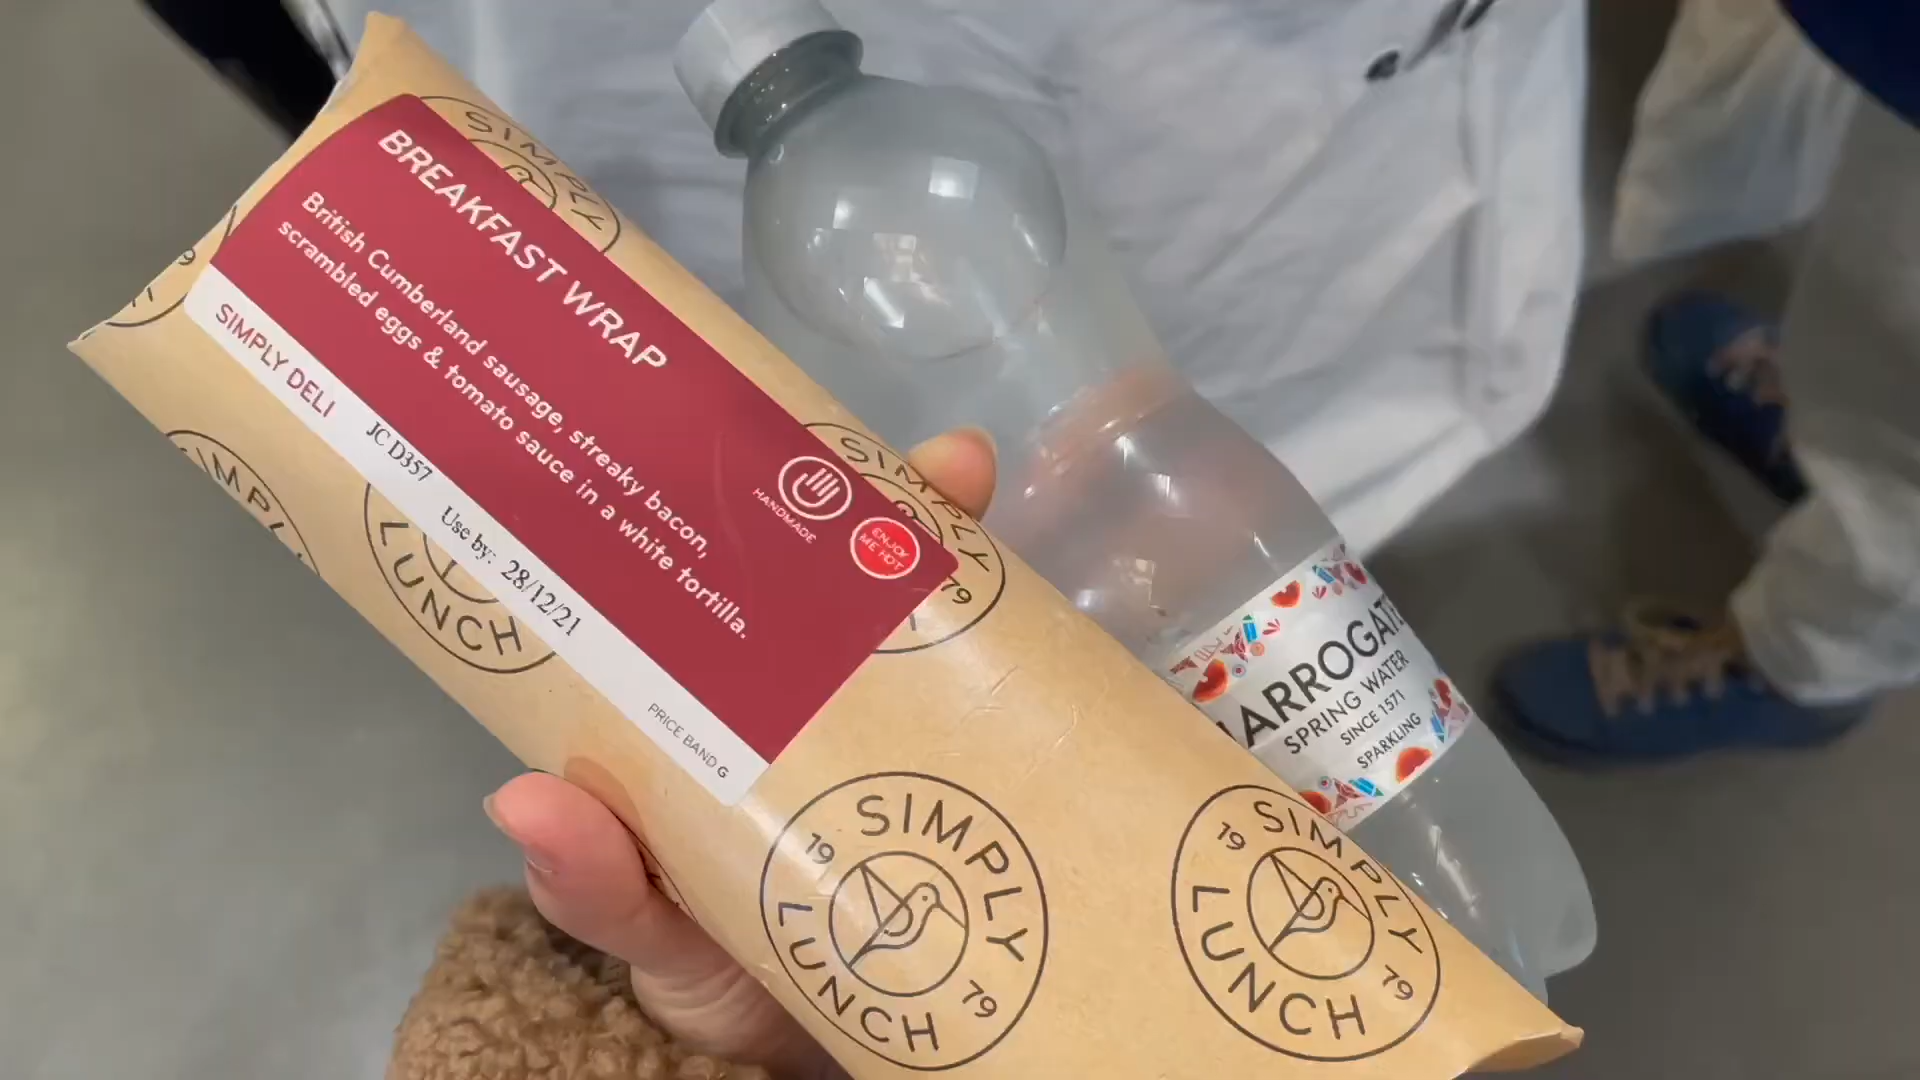 BREAKFAST WRAP
British Cumberland sausage, streaky bacon,
scrambled eggs & tomato sauce in a white tortilla.
HANDMADE
ENJOY
ME HOT
SIMPLY DELI
JC D357
Use by: 28/12/21
PRICE BAND G
SIMPLY
SIMPLY
79
LUNCH
SIMPLY
19 79
LUNCH
SIMPLY
19 79
LUNCH
HARROGATE
SPRING WATER
SINCE 1571
SPARKLING